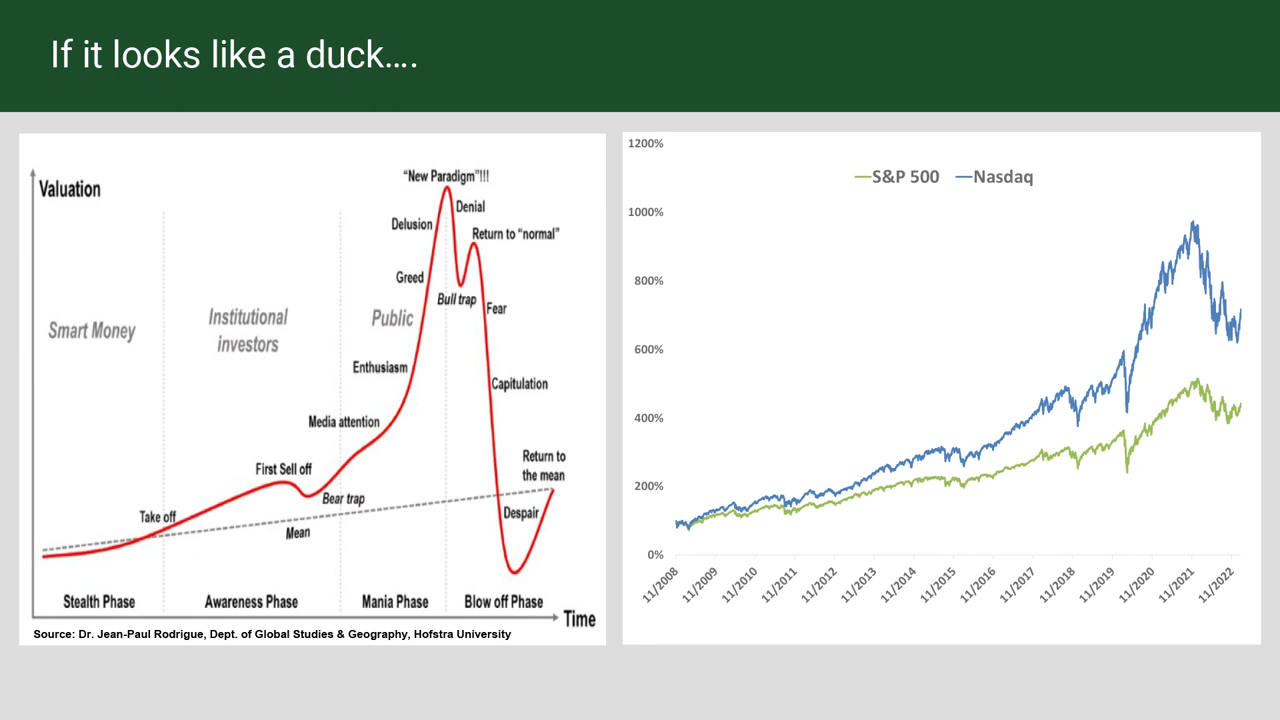 If it looks like a duck....
Valuation
"New Paradigm"!!!
Denial
Delusion
Return to "normal"
Greed
Bull trap
Fear
Smart Money
Institutional
investors
Public
Enthusiasm
Capitulation
Media attention
First Sell off
Return to
the mean
Bear trap
Take off
Mean
Despair
Stealth Phase
Awareness Phase
Mania Phase
Blow off Phase
Time
Source: Dr. Jean-Paul Rodrigue, Dept. of Global Studies & Geography, Hofstra University
1200%
S&P 500
Nasdaq
1000%
800%
600%
400%
200%
0%
11/2008
11/2009
11/2010
11/2011
11/2012
11/2013
11/2014
11/2015
11/2016
11/2017
11/2018
11/2019
11/2020
11/2021
11/2022